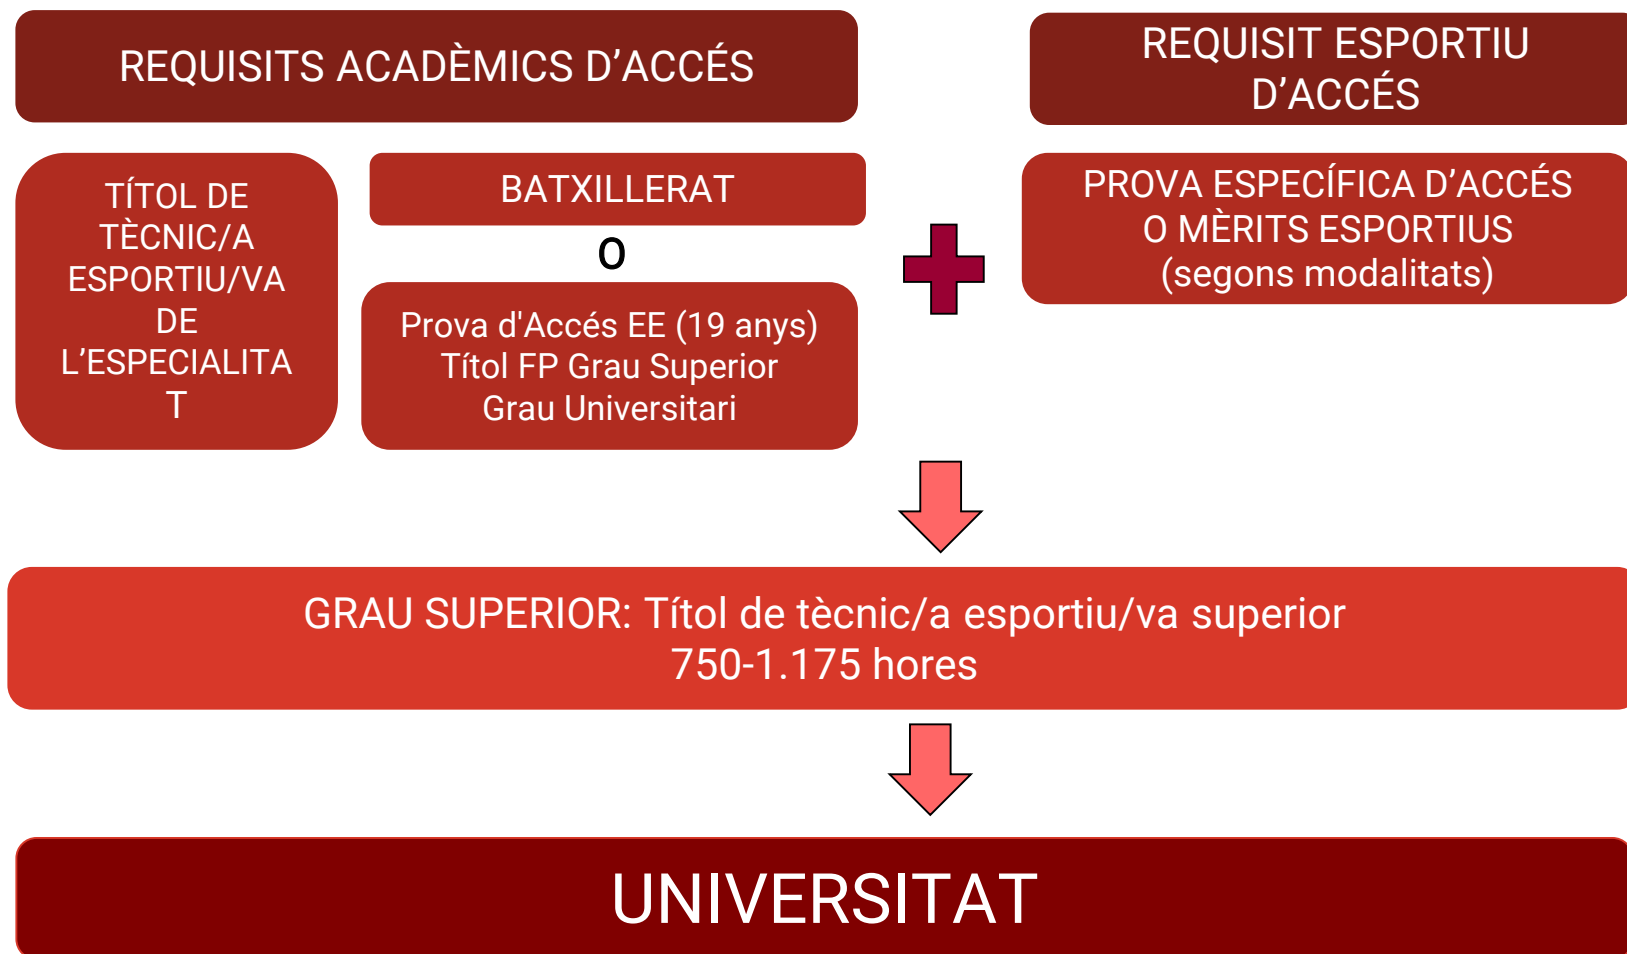 REQUISITS ACADÈMICS D’ACCÉS
REQUISIT ESPORTIU
D’ACCÉS
TÍTOL DE
TÈCNIC/A
ESPORTIU/VA
DE
L’ESPECIALITA
T
BATXILLERAT
O
Prova d'Accés EE (19 anys)
Títol FP Grau Superior
Grau Universitari
PROVA ESPECÍFICA D’ACCÉS
O MÈRITS ESPORTIUS
(segons modalitats)
GRAU SUPERIOR: Títol de tècnic/a esportiu/va superior
750-1.175 hores
UNIVERSITAT